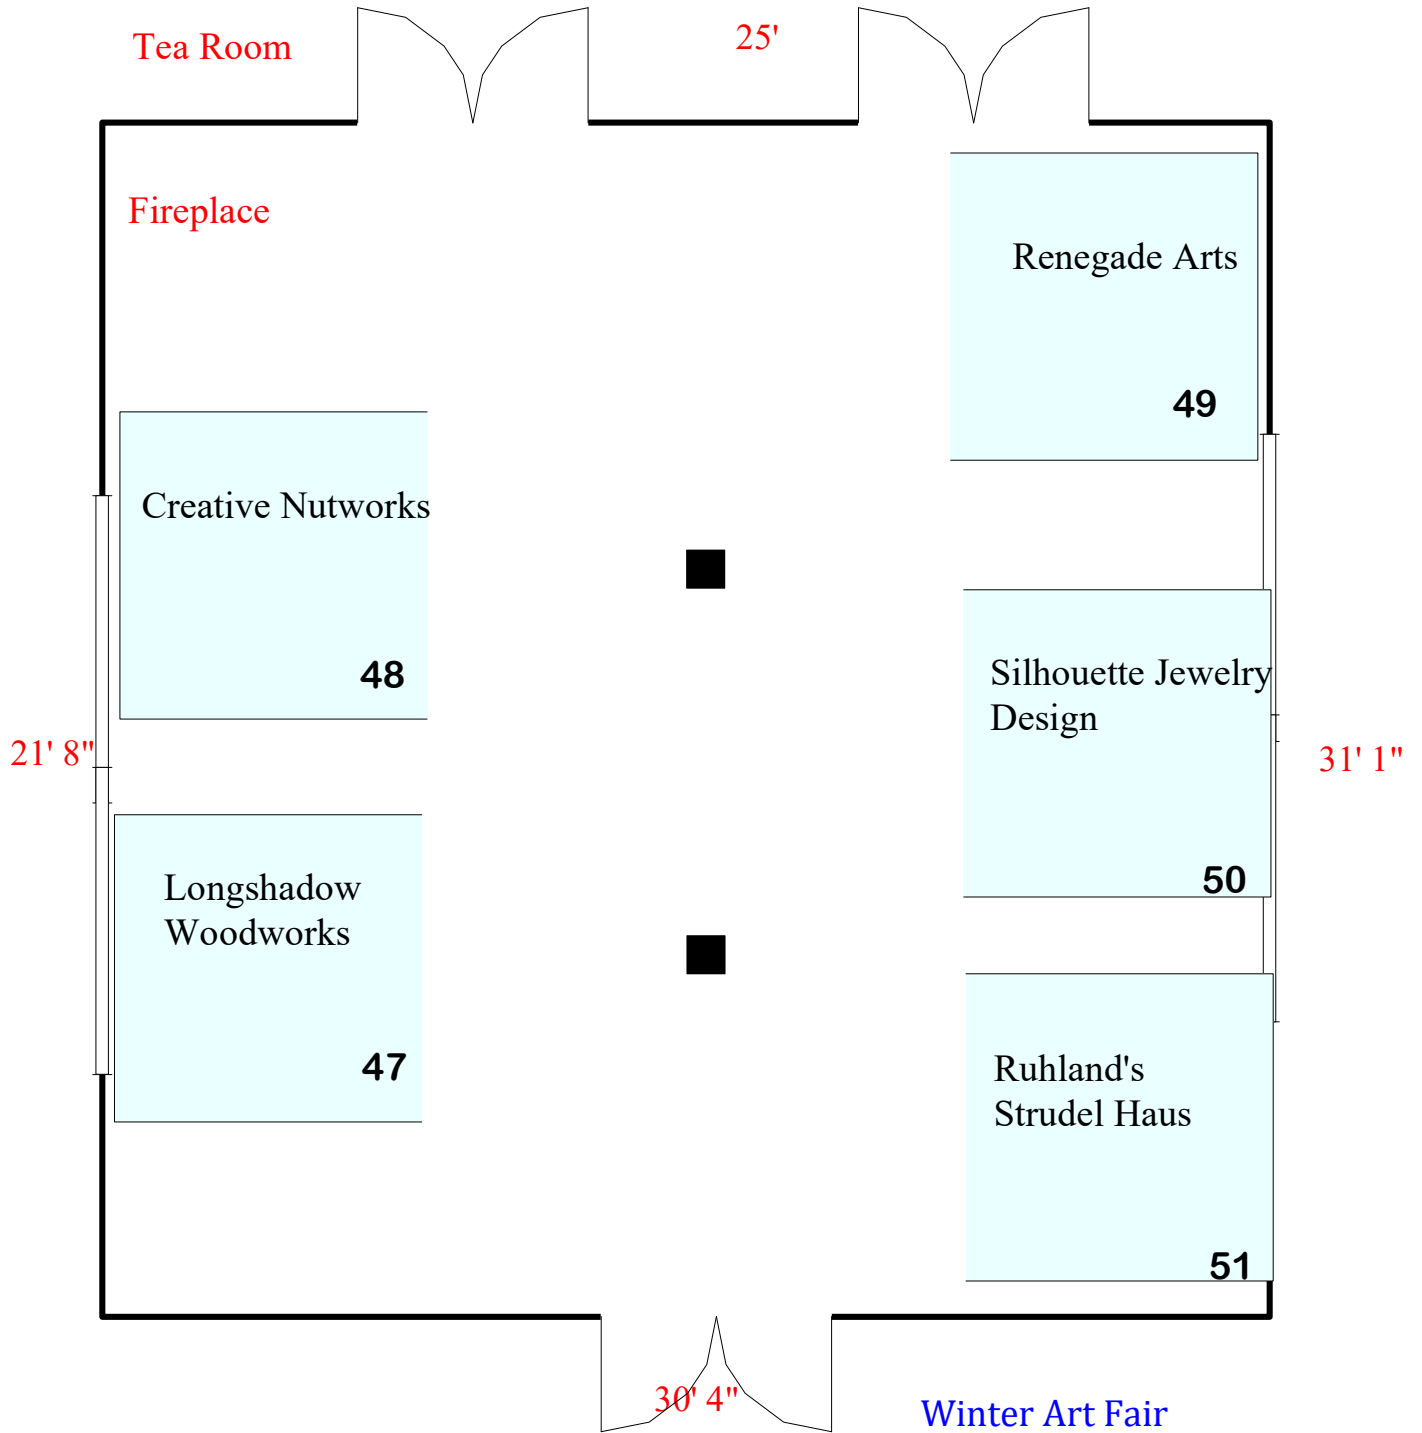 Tea Room
25'
Fireplace
Renegade Arts
49
Creative Nutworks
48
Silhouette Jewelry
Design
21' 8"
31' 1"
50
Longshadow
Woodworks
47
Ruhland's
Strudel Haus
51
30' 4"
Winter Art Fair